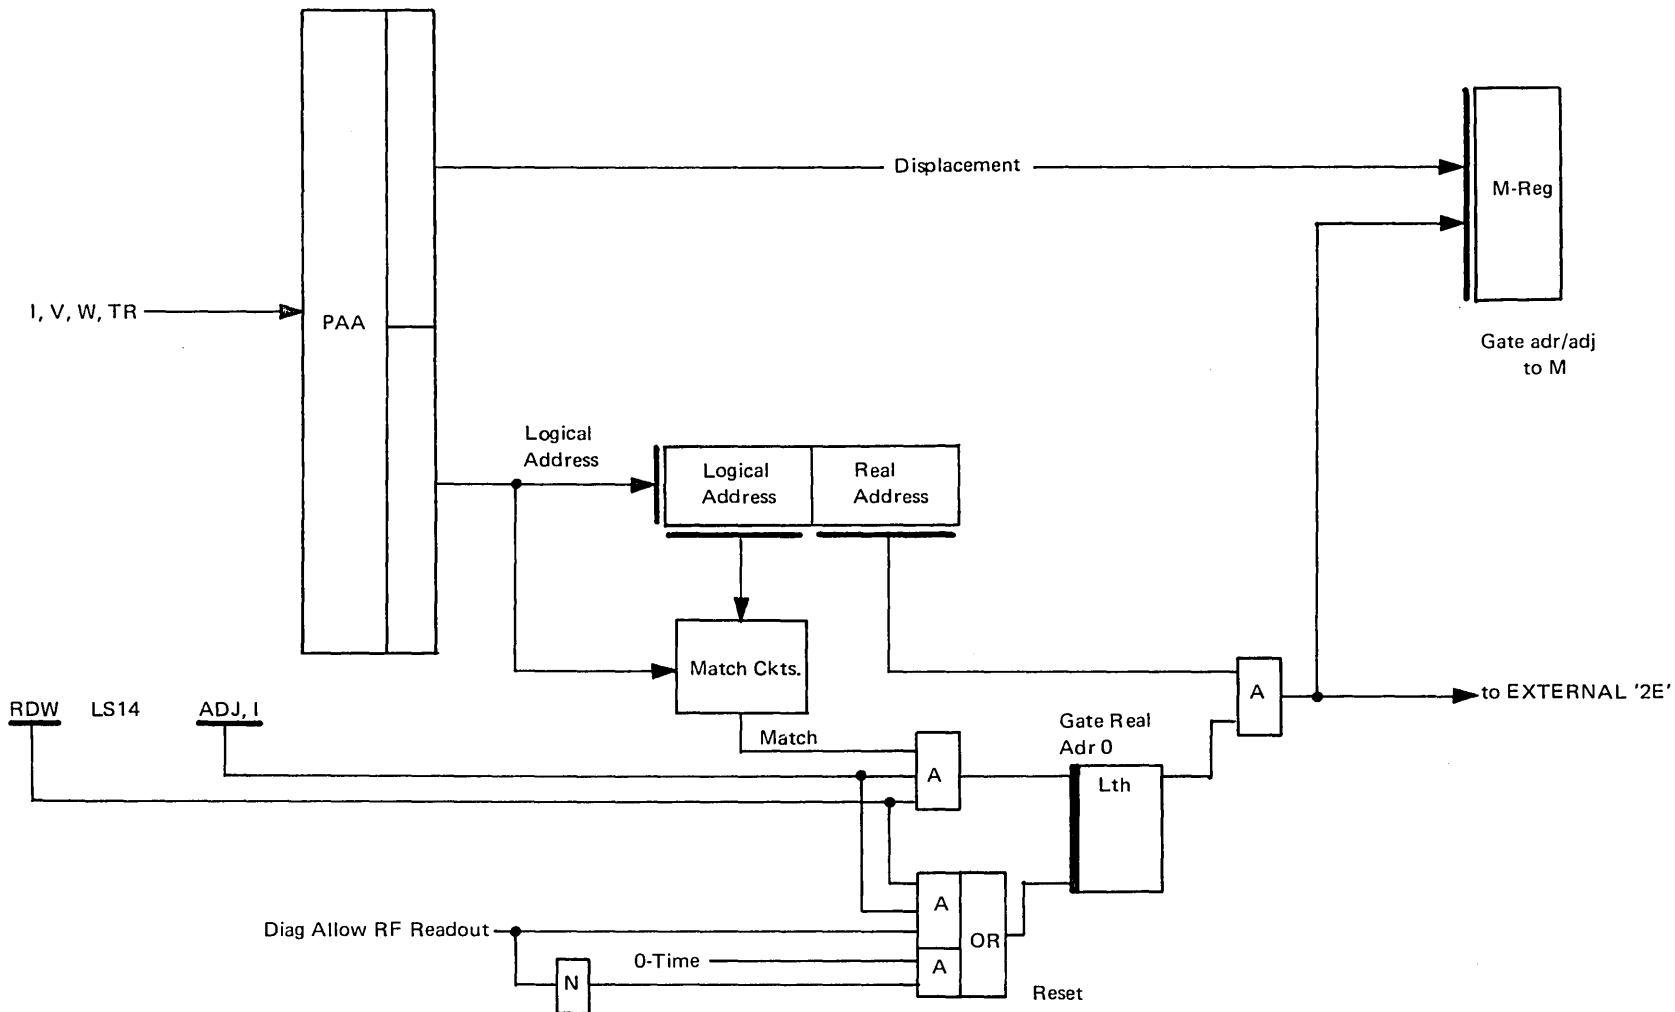 Displacement
M-Reg
I, V, W, TR
PAA
Gate adr/adj
to M
Logical
Address
Logical
Address
Real
Address
Match Ckts.
A
to EXTERNAL '2E'
RDW LS14 ADJ, I
Gate Real
Adr 0
Match
A
Lth
A
Diag Allow RF Readout
OR
0-Time
A
N
Reset